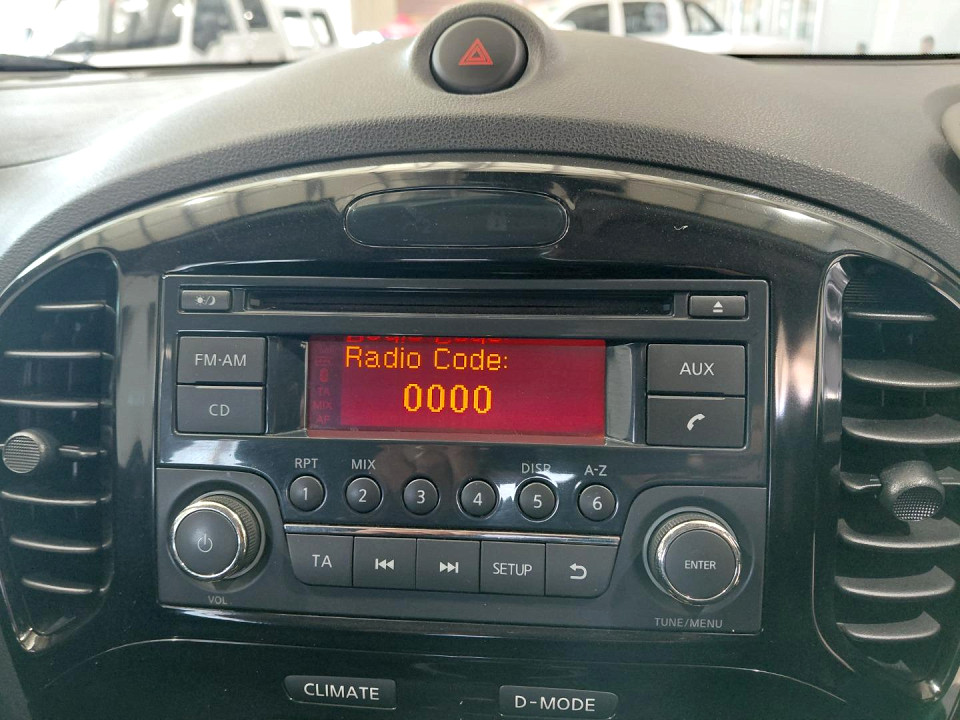 Radio Code:
0000
FM·AM
CD
AUX
RPT
MIX
DISP
A-Z
1
2
3
4
5
6
TA
SETUP
ENTER
VOL
TUNE/MENU
CLIMATE
D-MODE